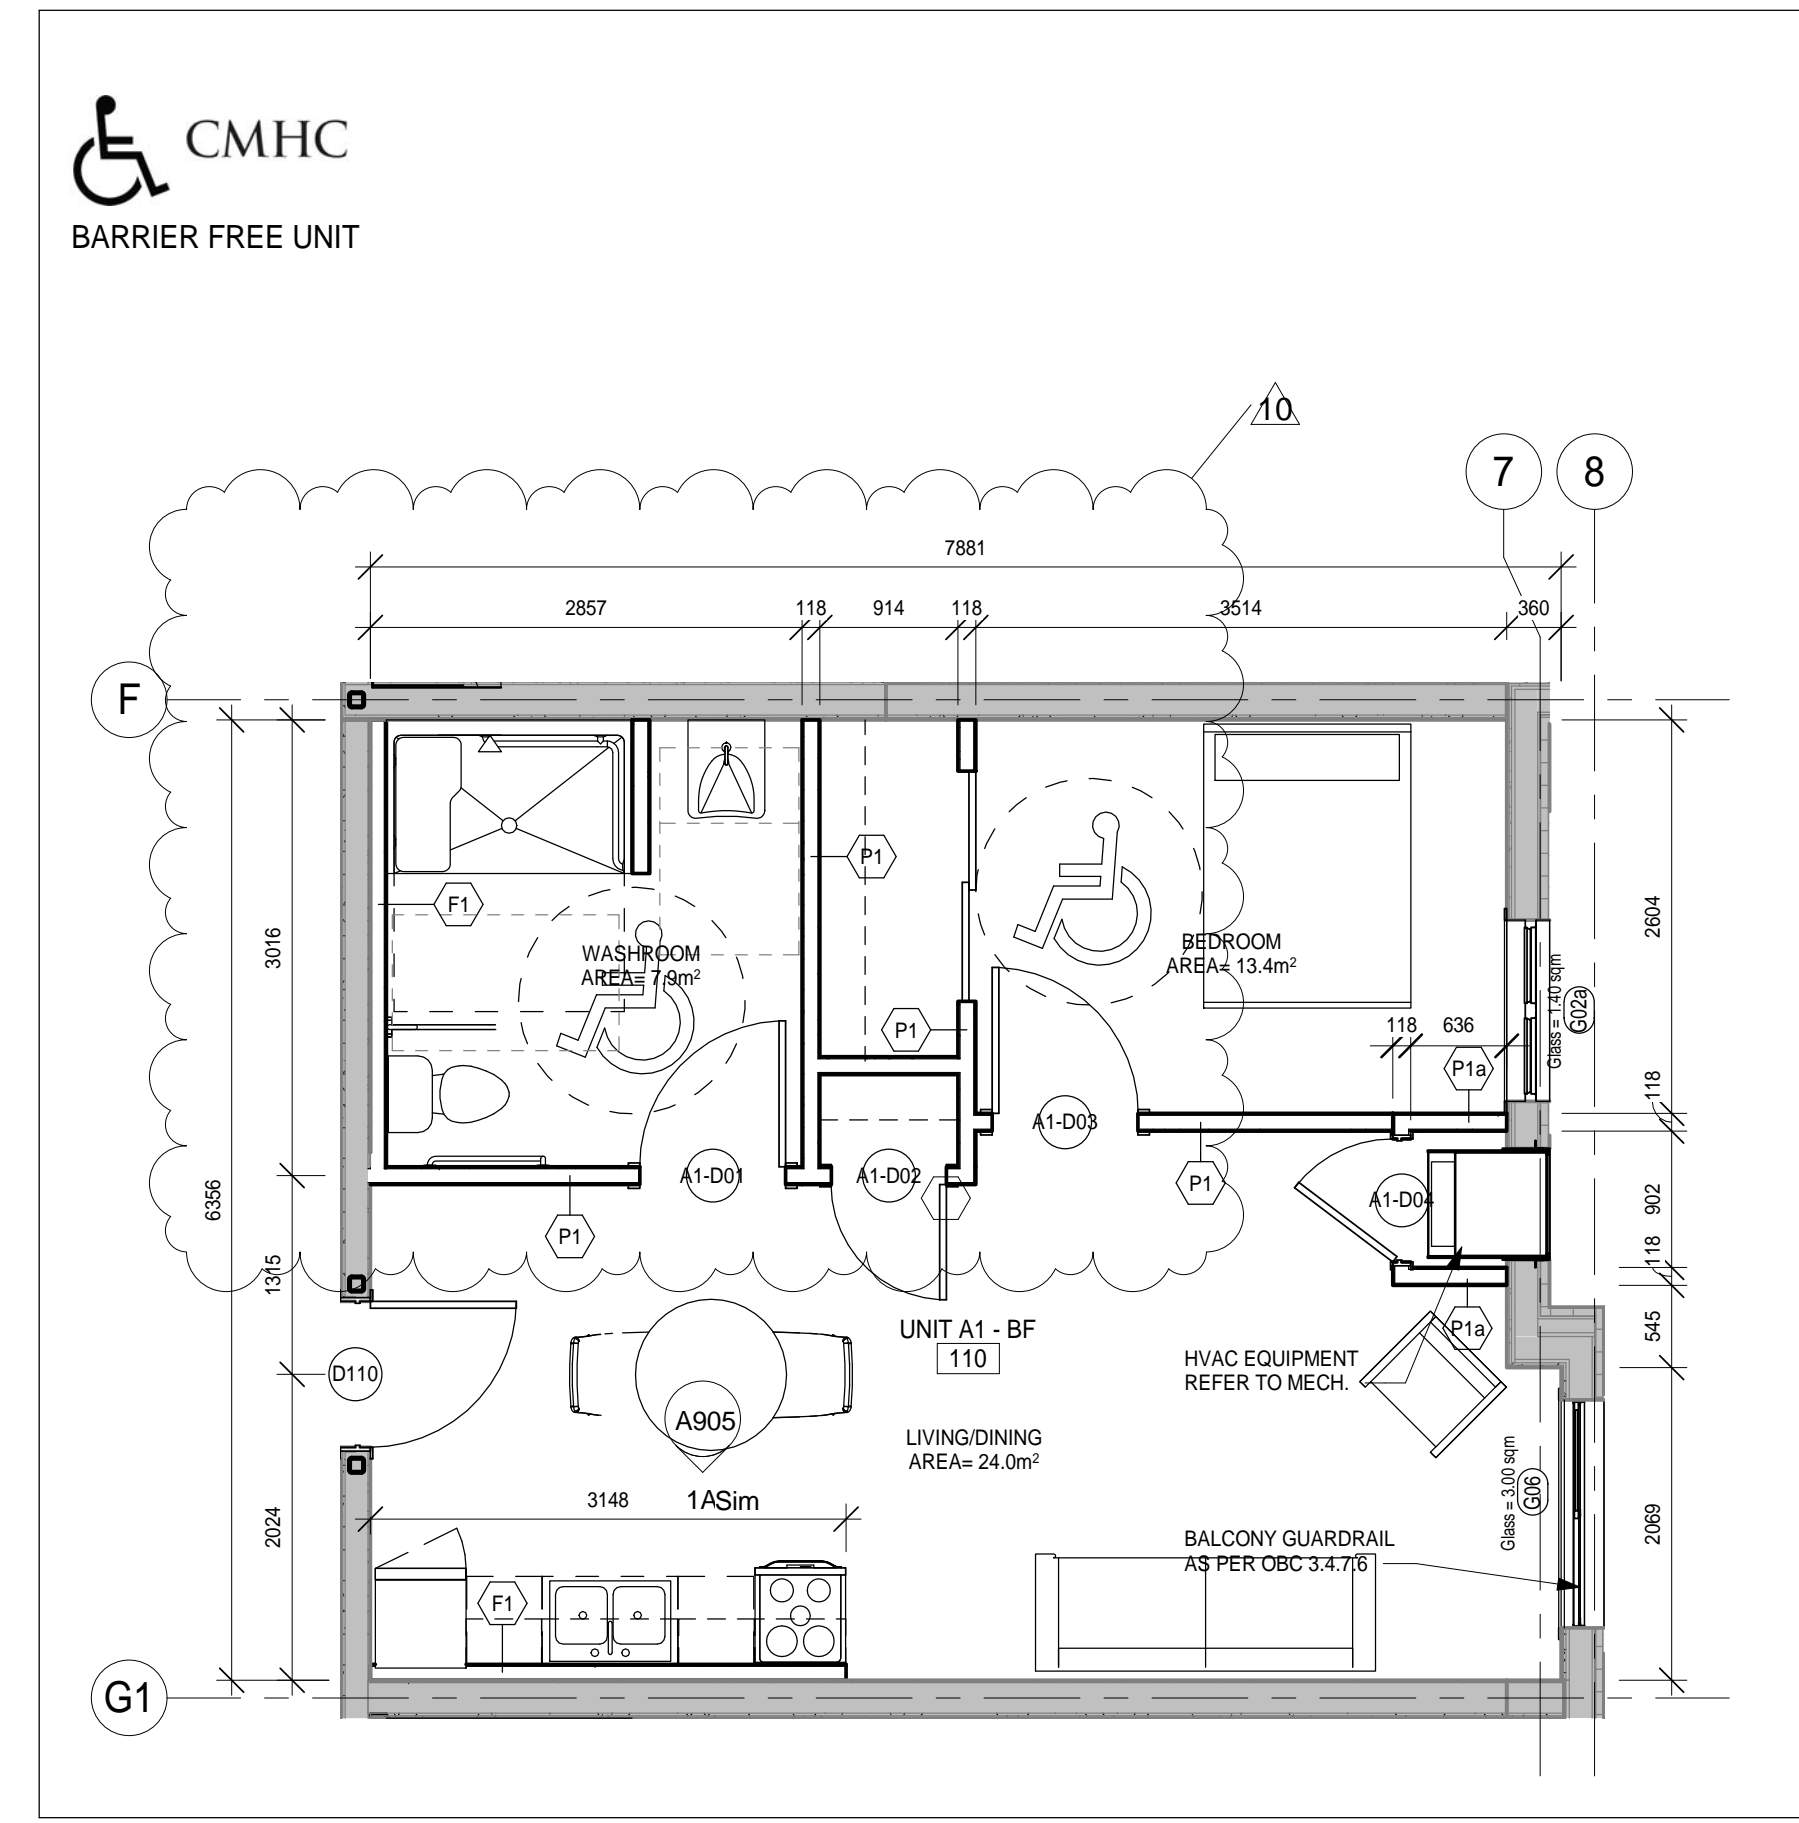 CMHC
BARRIER FREE UNIT
10
7
8
7881
2857
118
914
118
3514
360
F
P1
F1
WASHROOM
AREA= 7.9m²
BEDROOM
AREA= 13.4m²
3016
2604
Glass = 1.40 sqm
G02a
P1
118
636
P1a
118
A1-D03
A1-D01
A1-D02
P1
A1-D04
6356
902
P1
1315
118
UNIT A1 - BF
110
P1a
545
HVAC EQUIPMENT
REFER TO MECH.
D110
A905
LIVING/DINING
AREA= 24.0m²
3148
1A Sim
Glass = 3.00 sqm
G06
2024
2069
BALCONY GUARDRAIL
AS PER OBC 3.4.7.6
F1
G1